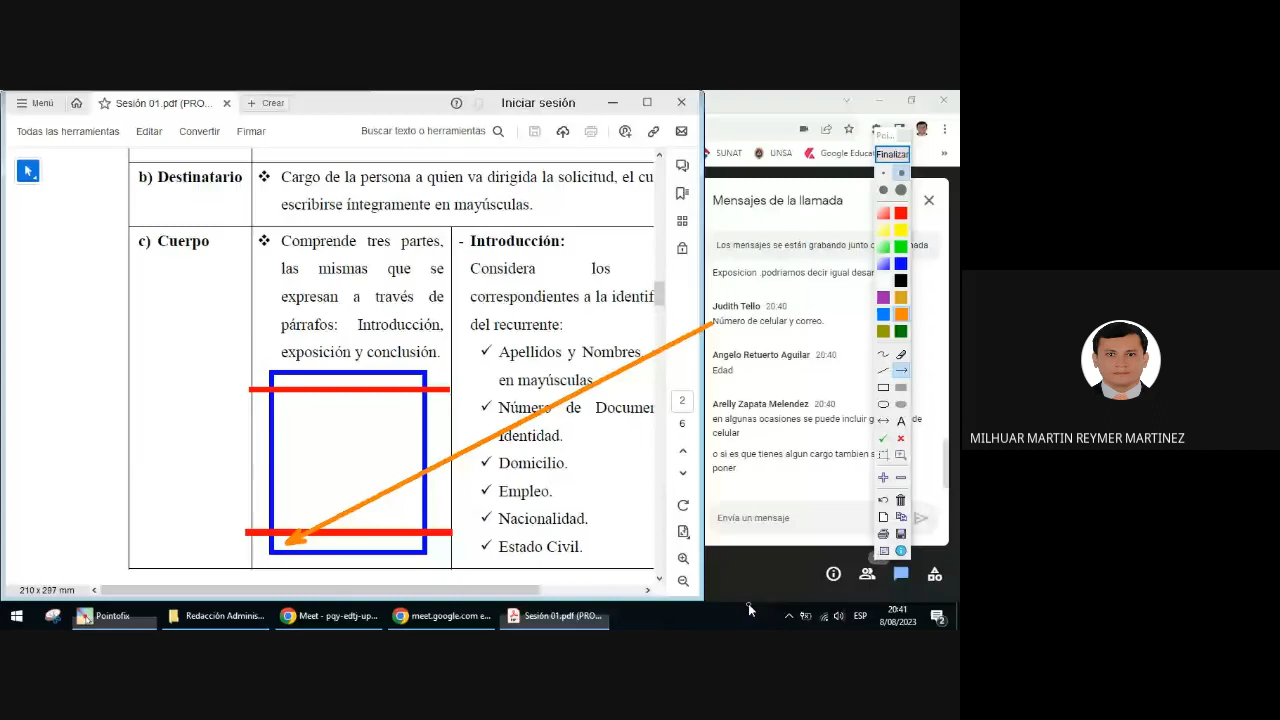 Menú
Sesión 01.pdf (PRO...
Crear
Iniciar sesión
Todas las herramientas
Editar
Convertir
Firmar
Buscar texto o herramientas
b) Destinatario
❖ Cargo de la persona a quien va dirigida la solicitud, el cu
escribirse íntegramente en mayúsculas.
c) Cuerpo
❖ Comprende tres partes,
las mismas que se
expresan a través de
párrafos: Introducción,
exposición y conclusión.
- Introducción:
Considera los
correspondientes a la identif
del recurrente:
✓ Apellidos y Nombres
en mayúsculas
✓ Número de Documen
Identidad.
✓ Domicilio.
✓ Empleo.
✓ Nacionalidad.
✓ Estado Civil.
2
6
210 x 297 mm
SUNAT
UNSA
Google Educa
Poi...
Finalizar
A
Mensajes de la llamada
Los mensajes se están grabando junto
Exposicion .podriamos decir igual desar
Judith Tello 20:40
Número de celular y correo.
Angelo Retuerto Aguilar 20:40
Edad
Arelly Zapata Melendez 20:40
en algunas ocasiones se puede incluir de
celular
o si es que tienes algun cargo tambien s
poner
Envía un mensaje
MILHUAR MARTIN REYMER MARTINEZ
Pointofix
Redacción Adminis...
Meet - pqy-edtj-up...
meet.google.com e...
Sesión 01.pdf (PRO...
ESP
20:41
8/08/2023
2